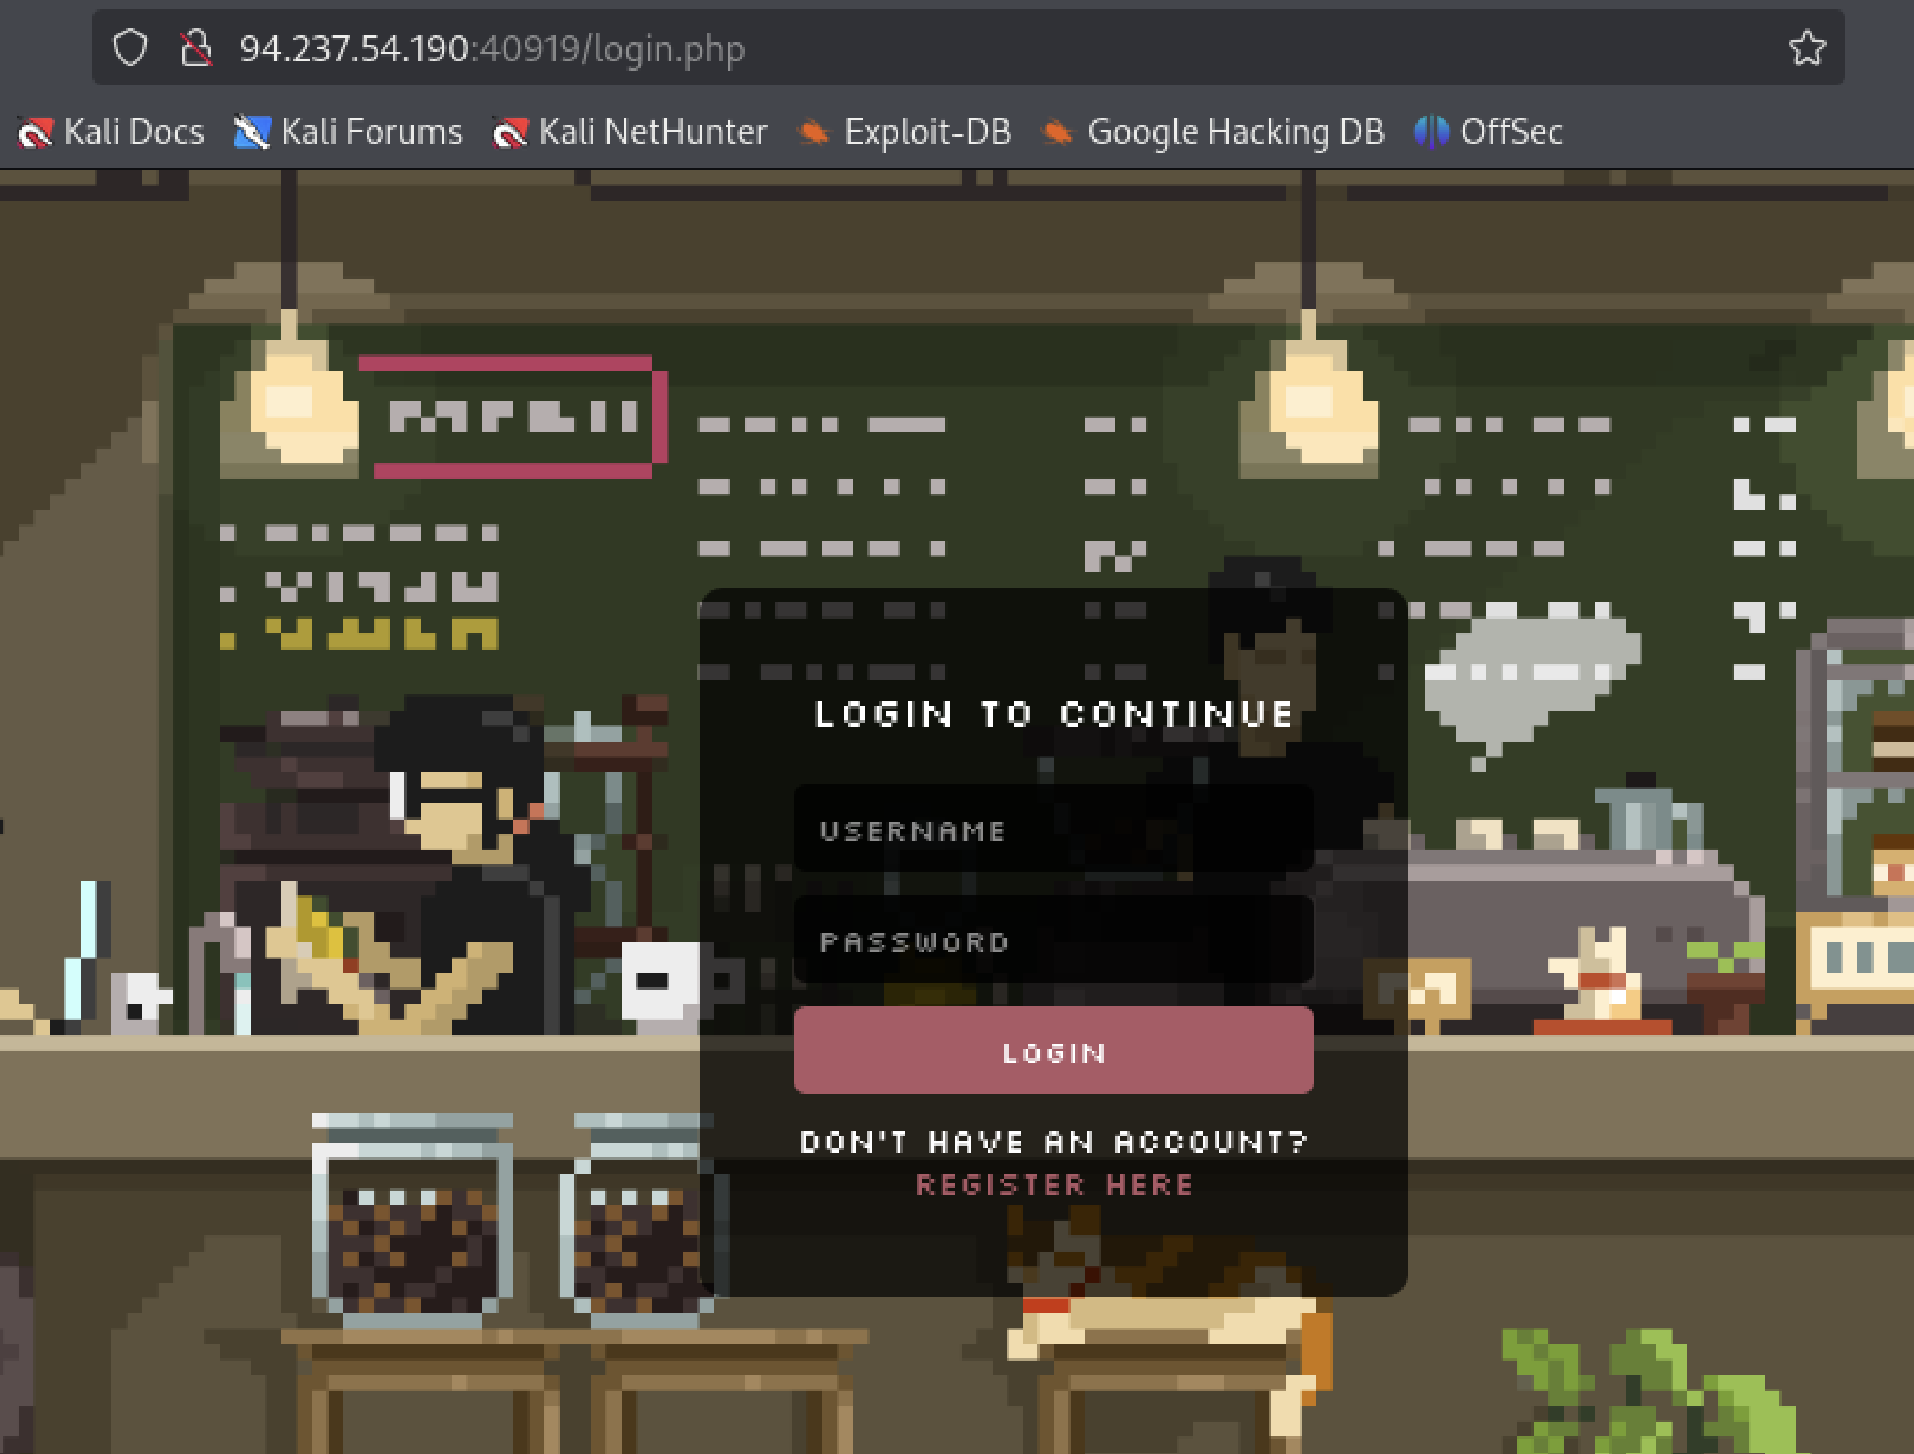 94.237.54.190:40919/login.php
Kali Docs Kali Forums Kali NetHunter Exploit-DB Google Hacking DB OffSec
LOGIN TO CONTINUE
USERNAME
PASSWORD
LOGIN
DON'T HAVE AN ACCOUNT?
REGISTER HERE